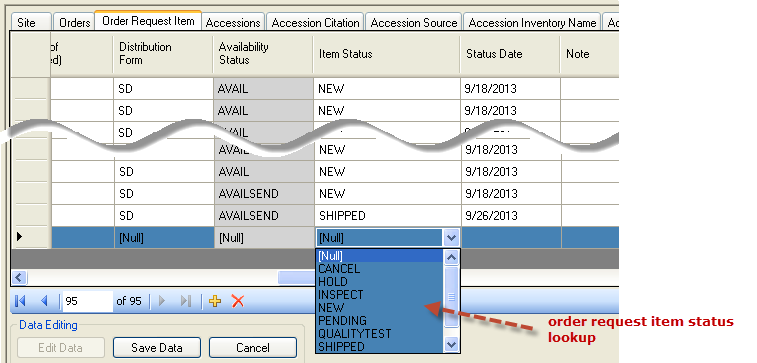 Site Orders Order Request Item Accessions Accession Citation Accession Source Accession Inventory Name
of Distribution Availability Item Status Status Date Note
ed) Form Status
SD AVAIL NEW 9/18/2013
SD AVAIL NEW 9/18/2013
SD
AVAIL NEW 9/18/2013
SD AVAIL NEW 9/18/2013
SD AVAILSEND NEW 9/18/2013
SD AVAILSEND SHIPPED 9/26/2013
[Null] [Null] [Null]
[Null]
CANCEL
HOLD
INSPECT
NEW
PENDING
QUALITYTEST
SHIPPED
95 of 95
order request item status
lookup
Data Editing
Edit Data Save Data Cancel